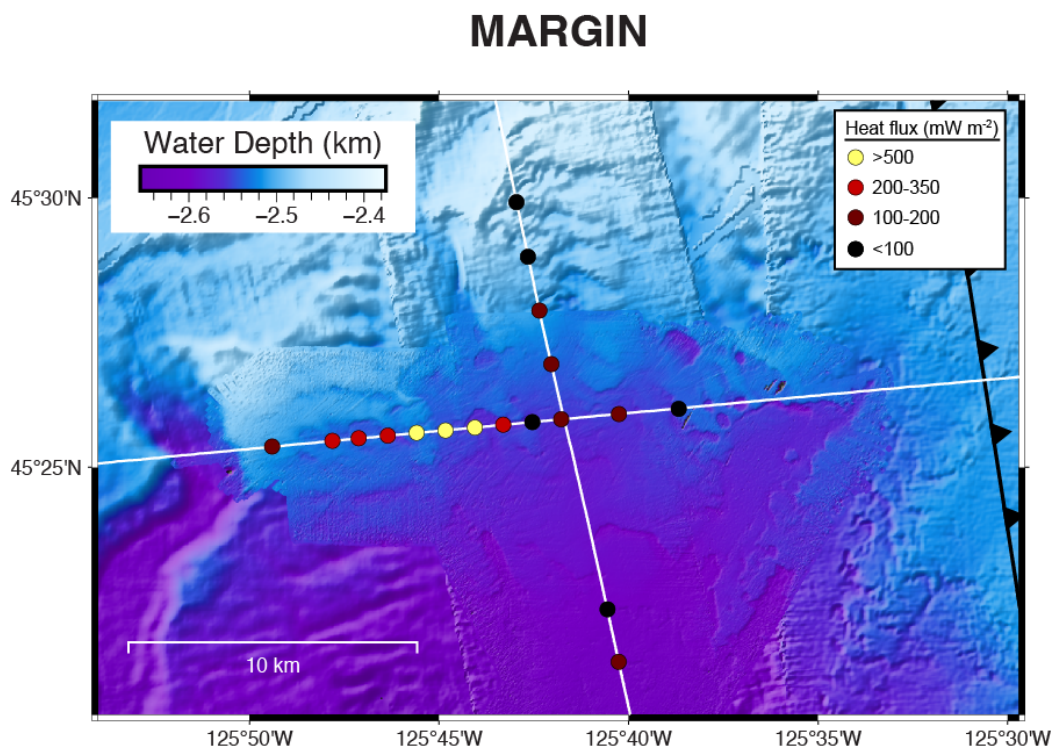 MARGIN
Water Depth (km)
−2.6 −2.5 −2.4
Heat flux (mW m-2)
>500
200-350
100-200
<100
45°30'N
45°25'N
10 km
125°50'W 125°45'W 125°40'W 125°35'W 125°30'W